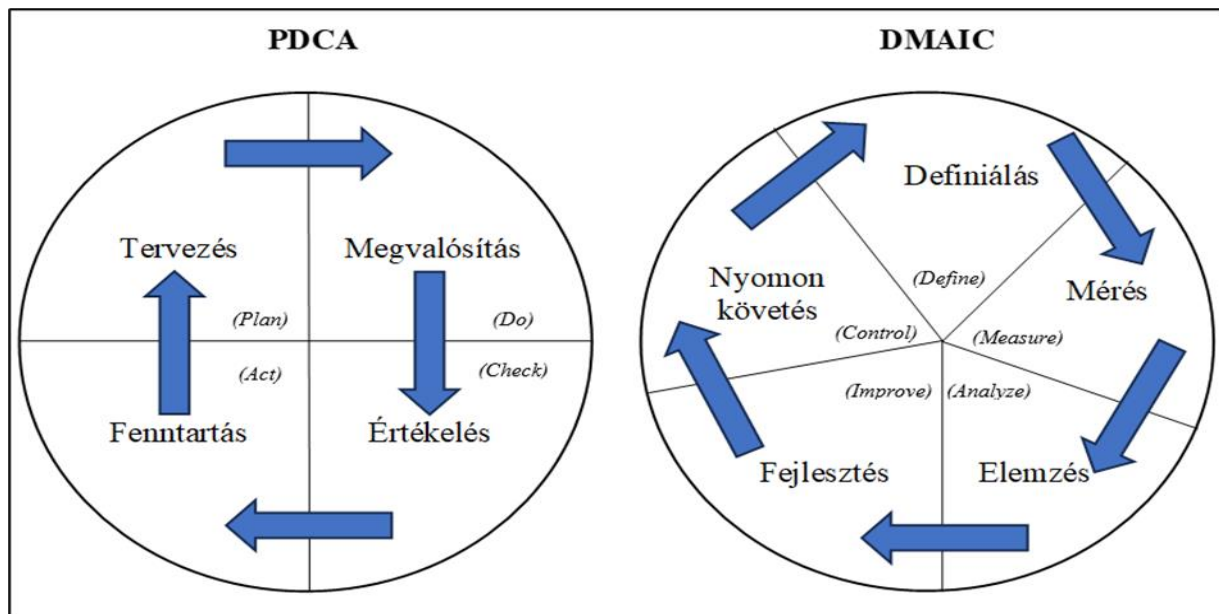 PDCA
Tervezés
Megvalósítás
(Plan)
(Do)
(Act)
(Check)
Fenntartás
Értékelés
DMAIC
Definiálás
Nyomon
követés
(Define)
Mérés
(Control)
(Measure)
(Improve)
(Analyze)
Fejlesztés
Elemzés